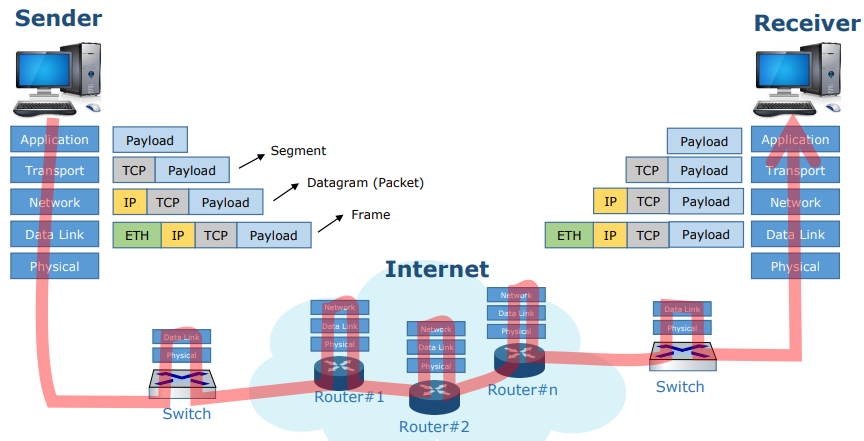 Sender
Receiver
Application
Payload
Payload
Application
Segment
Transport
TCP
Payload
TCP
Payload
Transport
Datagram (Packet)
Network
IP
TCP
Payload
IP
TCP
Payload
Network
Frame
Data Link
ETH
IP
TCP
Payload
ETH
IP
TCP
Payload
Data Link
Physical
Internet
Physical
Data Link
Physical
Switch
Network
Data Link
Physical
Router#1
Network
Data Link
Physical
Router#2
Network
Data Link
Physical
Router#n
Data Link
Physical
Switch